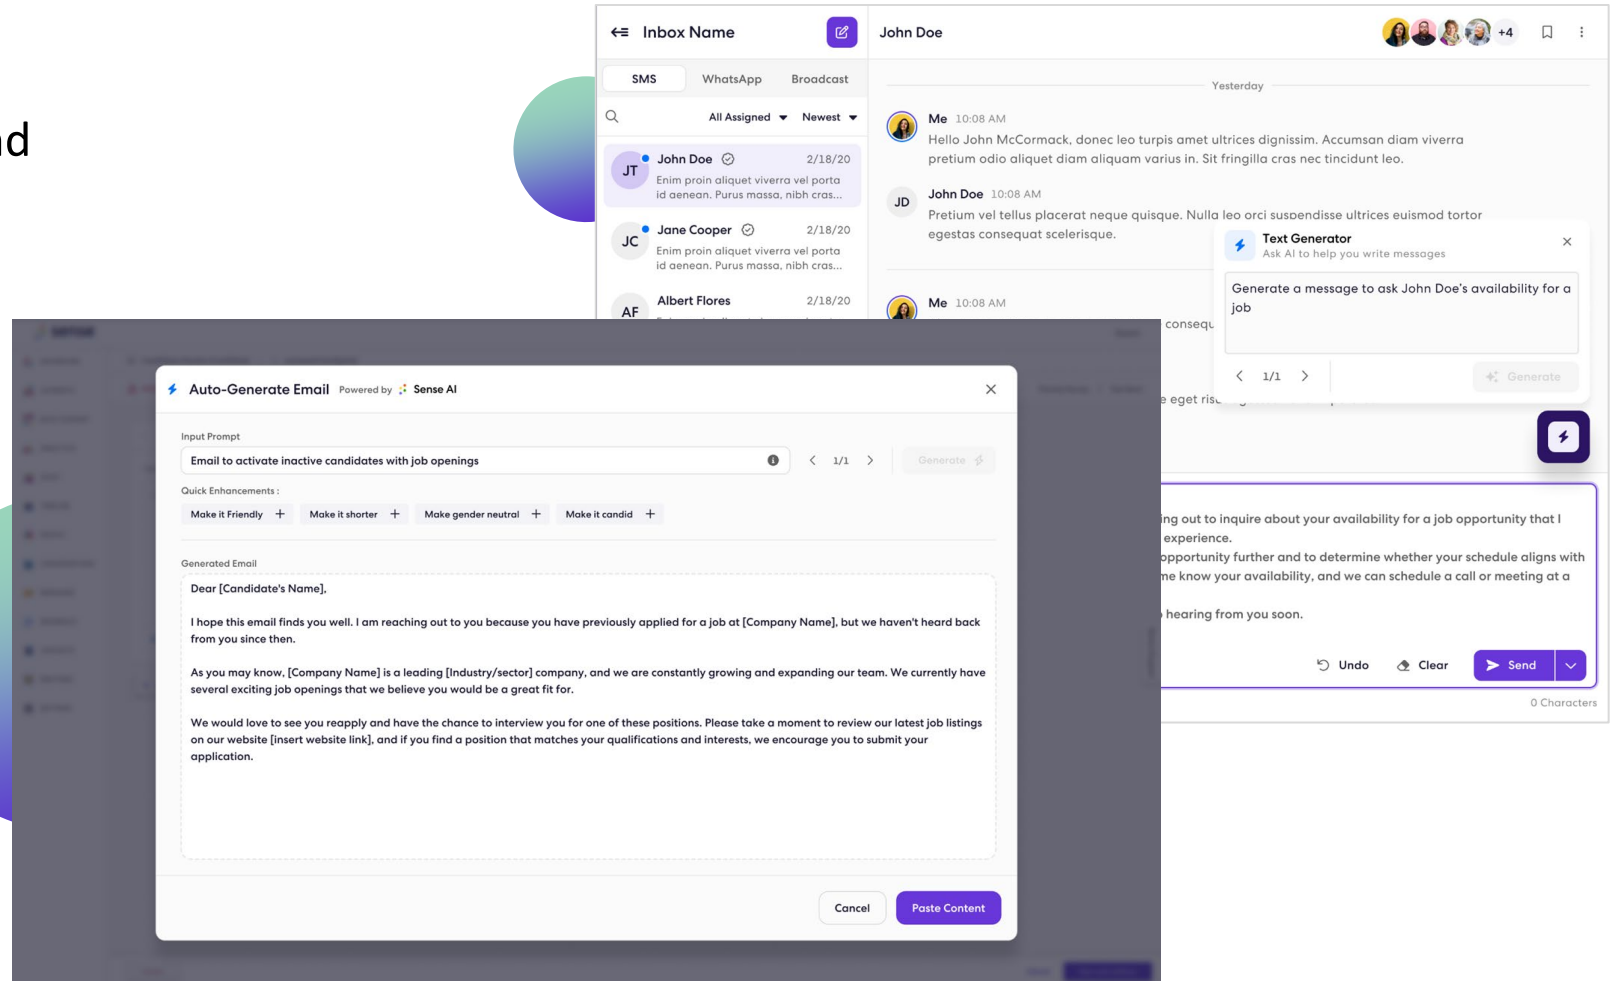 nd
Inbox Name
SMS WhatsApp Broadcast
All Assigned Newest
JT
John Doe 2/18/20
Enim proin aliquet viverra vel porta
id aenean. Purus massa, nibh cras...
JC
Jane Cooper 2/18/20
Enim proin aliquet viverra vel porta
id aenean. Purus massa, nibh cras...
AF
Albert Flores 2/18/20
John Doe
+4
Yesterday
Me 10:08 AM
Hello John McCormack, donec leo turpis amet ultrices dignissim. Accumsan diam viverra
pretium odio aliquet diam aliquam varius in. Sit fringilla cras nec tincidunt leo.
JD
John Doe 10:08 AM
Pretium vel tellus placerat neque quisque. Nulla leo orci suspendisse ultrices euismod tortor
egestas consequat scelerisque.
Me 10:08 AM
consequ
e eget
Text Generator
Ask AI to help you write messages
Generate a message to ask John Doe's availability for a
job
1/1
Generate
ing out to inquire about your availability for a job opportunity that I
experience.
opportunity further and to determine whether your schedule aligns with
me know your availability, and we can schedule a call or meeting at a
hearing from you soon.
Undo Clear Send
0 Characters
sense
Auto-Generate Email Powered by Sense AI
Input Prompt
Email to activate inactive candidates with job openings
1/1
Generate
Quick Enhancements :
Make it Friendly + Make it shorter + Make gender neutral + Make it candid +
Generated Email
Dear [Candidate's Name],
I hope this email finds you well. I am reaching out to you because you have previously applied for a job at [Company Name], but we haven't heard back
from you since then.
As you may know, [Company Name] is a leading [Industry/sector] company, and we are constantly growing and expanding our team. We currently have
several exciting job openings that we believe you would be a great fit for.
We would love to see you reapply and have the chance to interview you for one of these positions. Please take a moment to review our latest job listings
on our website [insert website link], and if you find a position that matches your qualifications and interests, we encourage you to submit your
application.
Cancel Paste Content